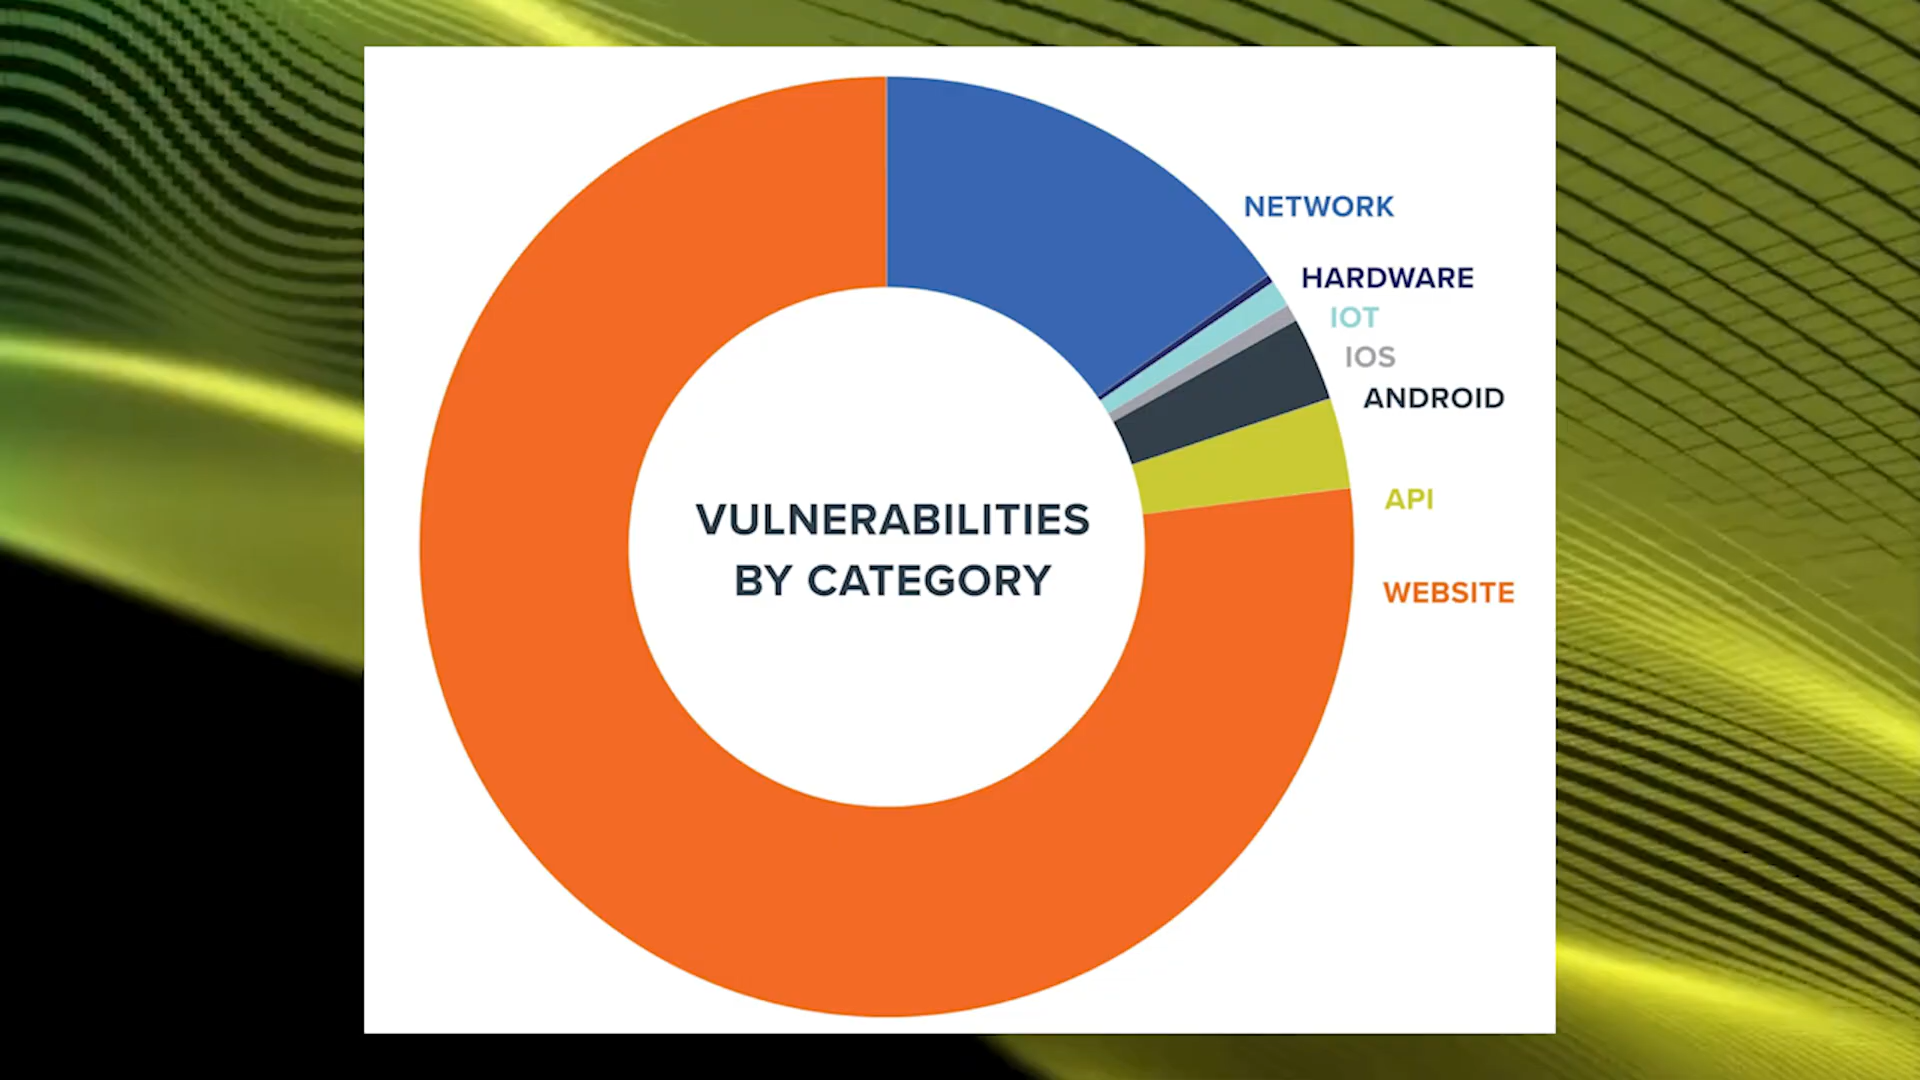 NETWORK
HARDWARE
IOT
IOS
ANDROID
API
WEBSITE
VULNERABILITIES
BY CATEGORY